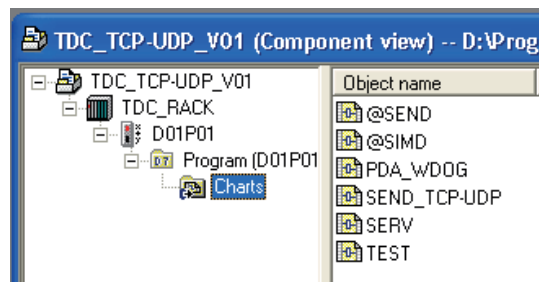 TDC_TCP-UDP_V01 (Component view) -- D:\Prog
TDC_TCP-UDP_V01
TDC_RACK
D01P01
Program (D01P01
Charts
Object name
@SEND
@SIMD
PDA_WDOG
SEND_TCP-UDP
SERV
TEST